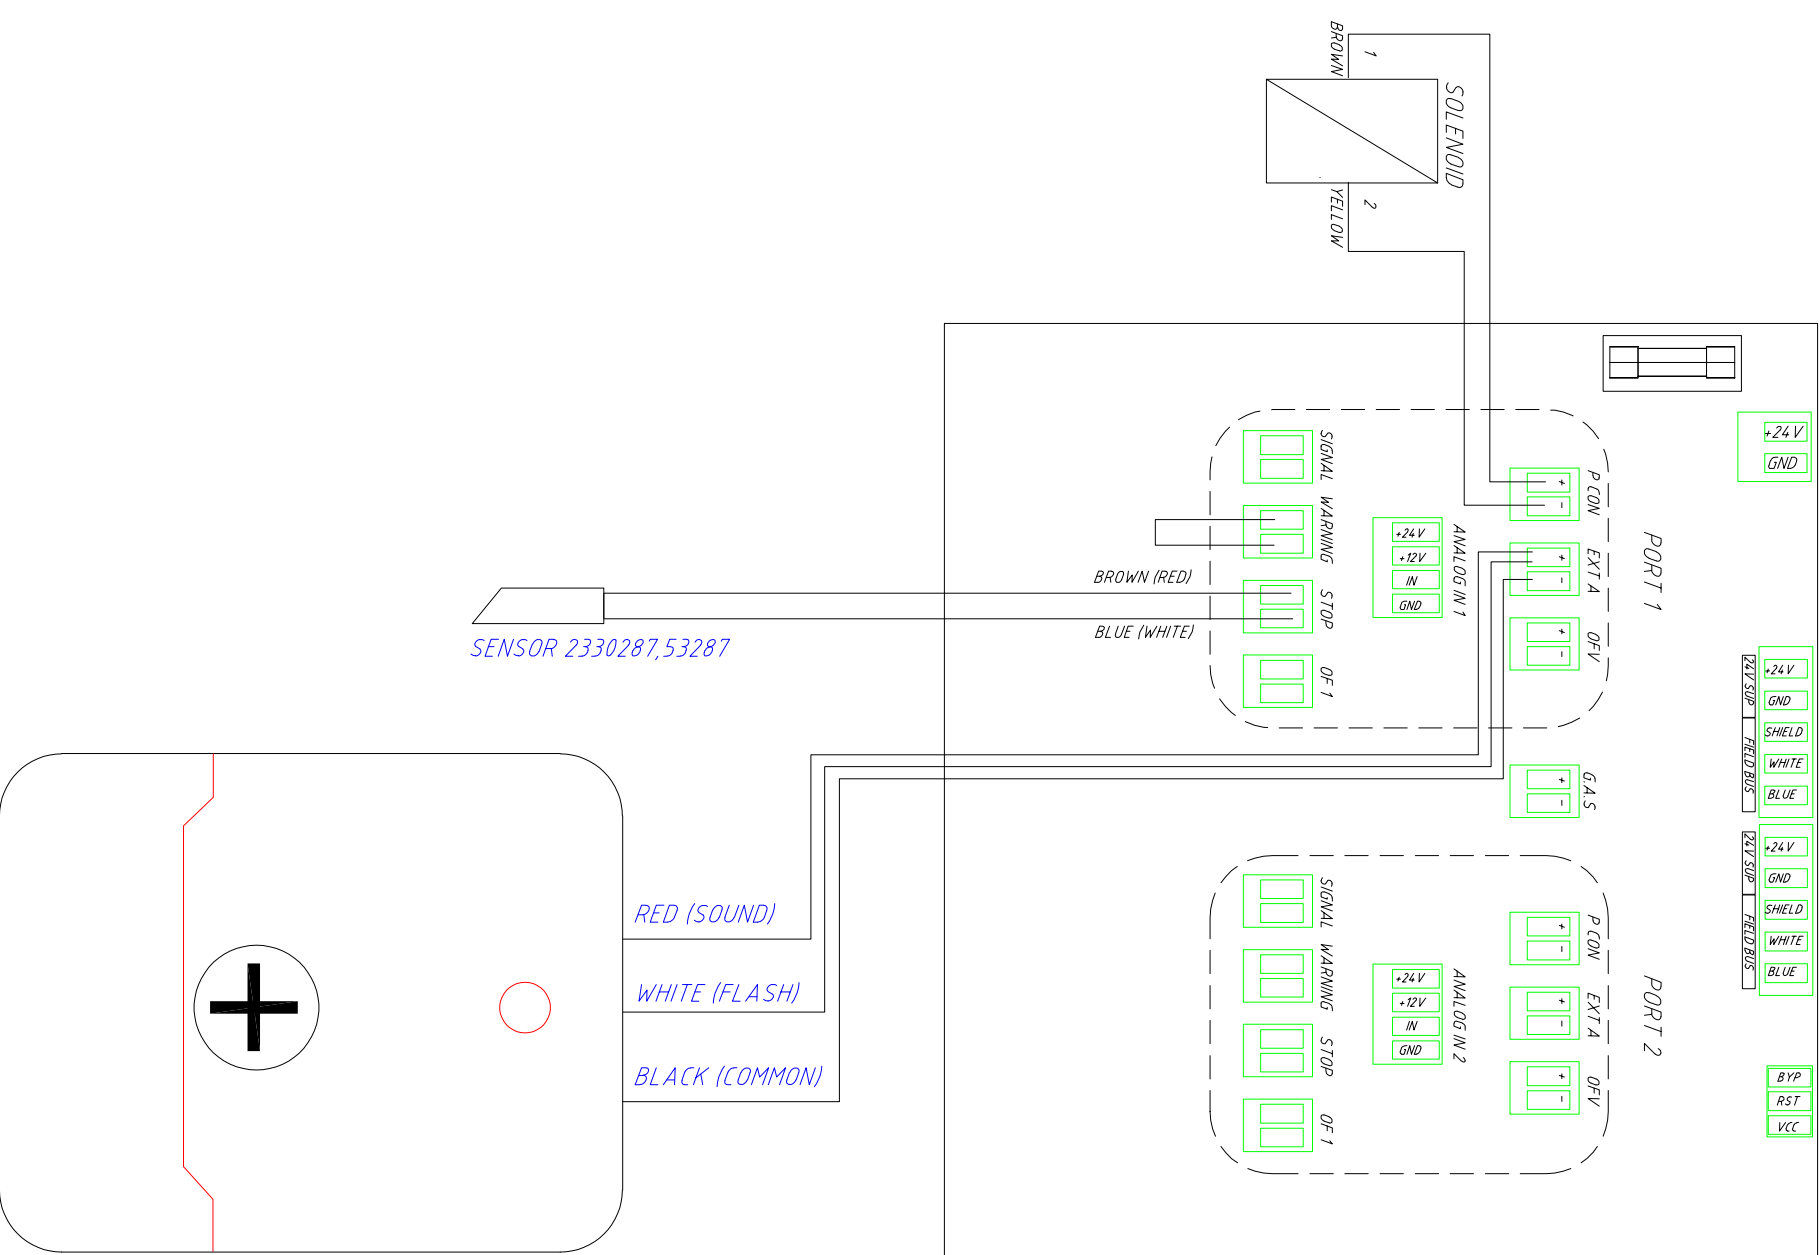 BROWN
1
SOLENOID
YELLOW
2
+24V
GND
PORT 1
SIGNAL
WARNING
STOP
OF 1
ANALOG IN 1
+24V
+12V
IN
GND
P CON
+
-
EXT A
+
-
OFV
+
-
BROWN (RED)
BLUE (WHITE)
SENSOR 2330287,53287
24V SUP
FIELD BUS
+24V
GND
SHIELD
WHITE
BLUE
G.A.S
+
-
24V SUP
FIELD BUS
+24V
GND
SHIELD
WHITE
BLUE
PORT 2
SIGNAL
WARNING
STOP
OF 1
ANALOG IN 2
+24V
+12V
IN
GND
P CON
+
-
EXT A
+
-
OFV
+
-
RED (SOUND)
WHITE (FLASH)
BLACK (COMMON)
BYP
RST
VCC